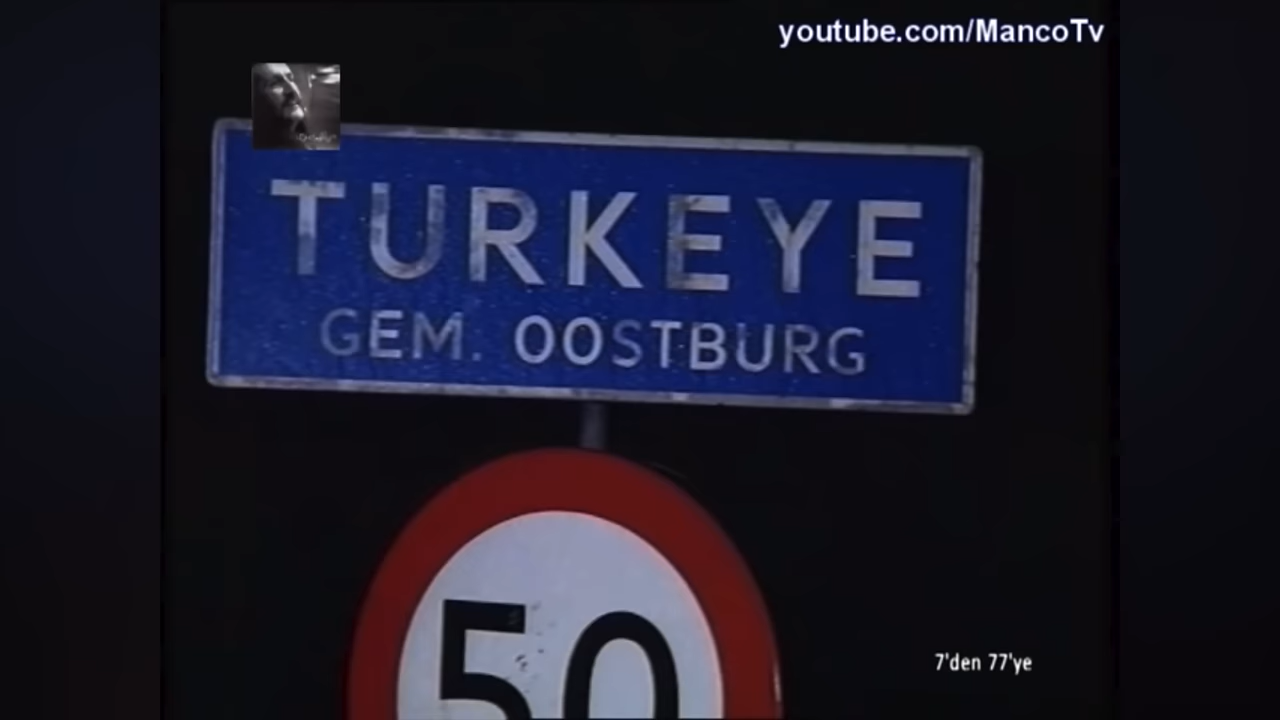 youtube.com/MancoTv
TURKEYE
GEM. OOSTBURG
50
7'den 77'ye